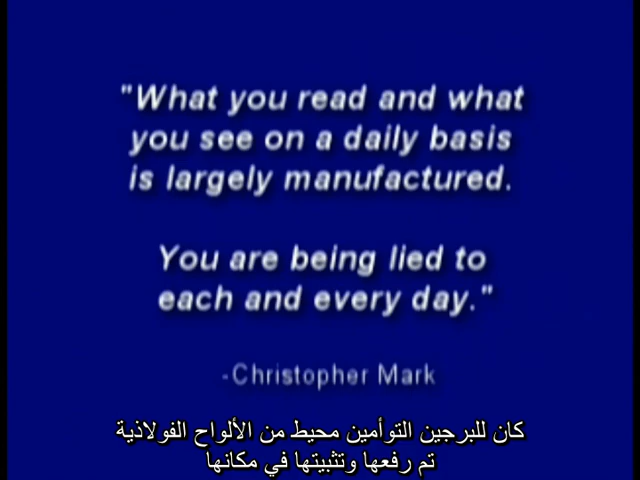 "What you read and what
you see on a daily basis
is largely manufactured.
You are being lied to
each and every day."
-Christopher Mark
كان للبرجين التوأمين محيط من الألواح الفولاذية
تم رفعها وتثبيتها في مكانها